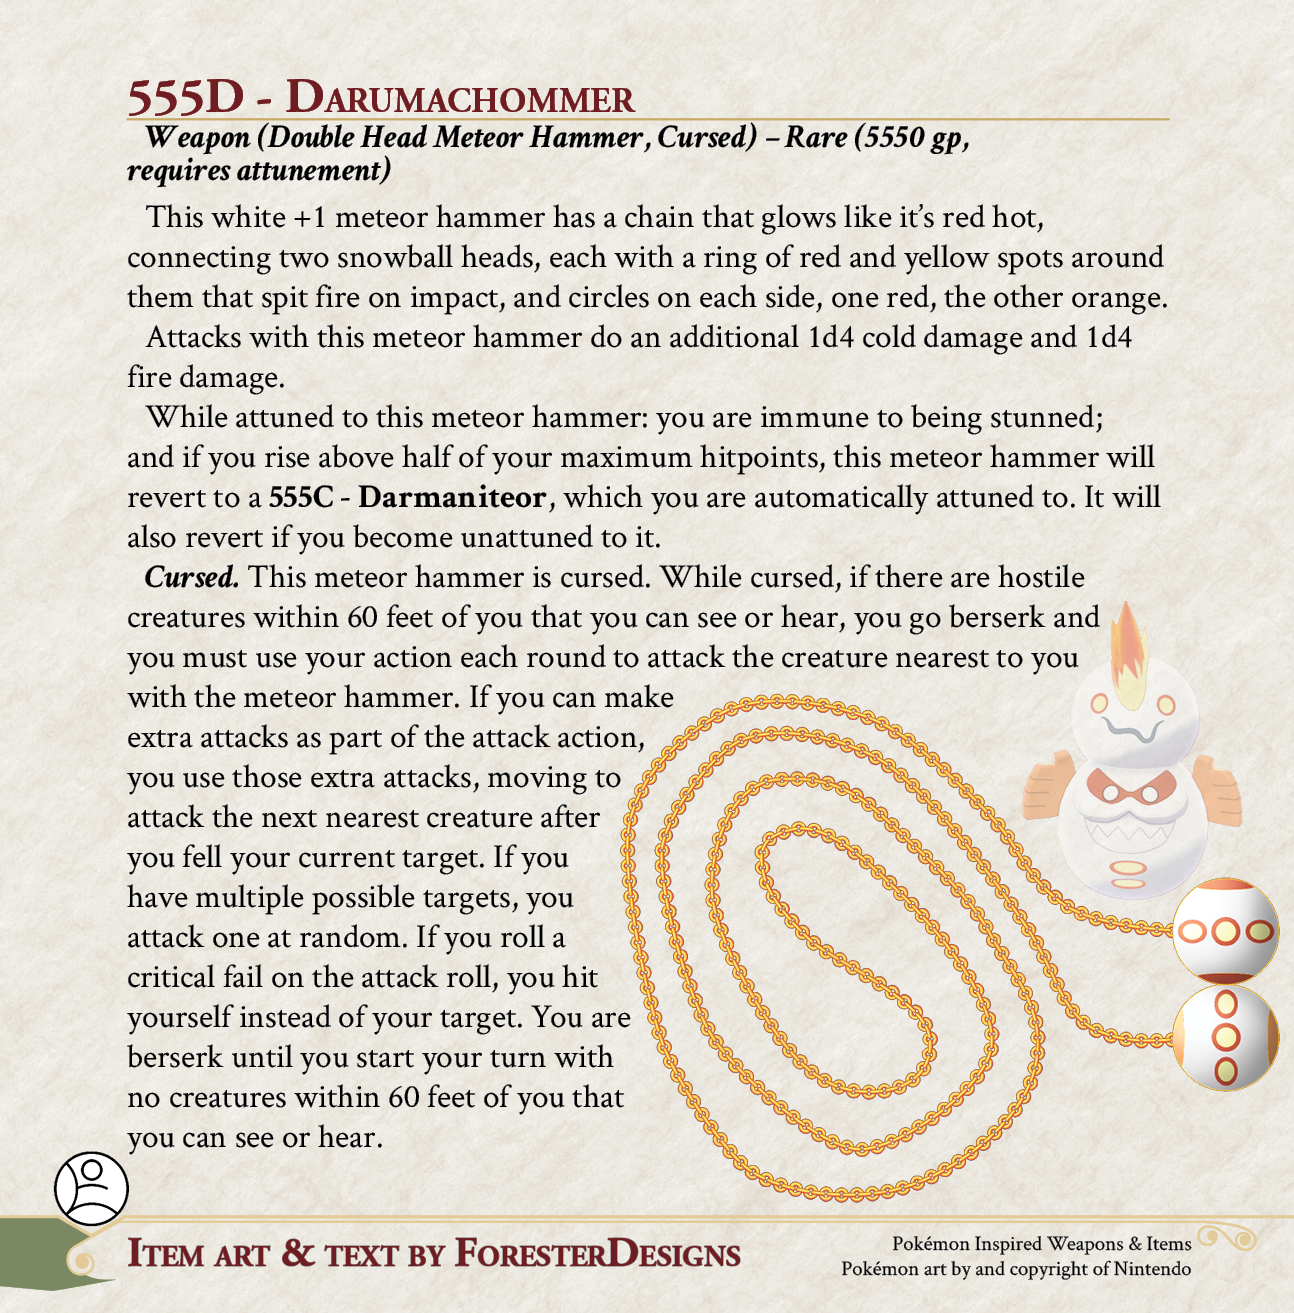 555D - Darumachommer
Weapon (Double Head Meteor Hammer, Cursed) – Rare (5550 gp,
requires attunement)
This white +1 meteor hammer has a chain that glows like it’s red hot,
connecting two snowball heads, each with a ring of red and yellow spots around
them that spit fire on impact, and circles on each side, one red, the other orange.
Attacks with this meteor hammer do an additional 1d4 cold damage and 1d4
fire damage.
While attuned to this meteor hammer: you are immune to being stunned;
and if you rise above half of your maximum hitpoints, this meteor hammer will
revert to a 555C - Darmaniteor, which you are automatically attuned to. It will
also revert if you become unattuned to it.
Cursed. This meteor hammer is cursed. While cursed, if there are hostile
creatures within 60 feet of you that you can see or hear, you go berserk and
you must use your action each round to attack the creature nearest to you
with the meteor hammer. If you can make
extra attacks as part of the attack action,
you use those extra attacks, moving to
attack the next nearest creature after
you fell your current target. If you
have multiple possible targets, you
attack one at random. If you roll a
critical fail on the attack roll, you hit
yourself instead of your target. You are
berserk until you start your turn with
no creatures within 60 feet of you that
you can see or hear.
Item art & text by ForesterDesigns
Pokémon Inspired Weapons & Items
Pokémon art by and copyright of Nintendo